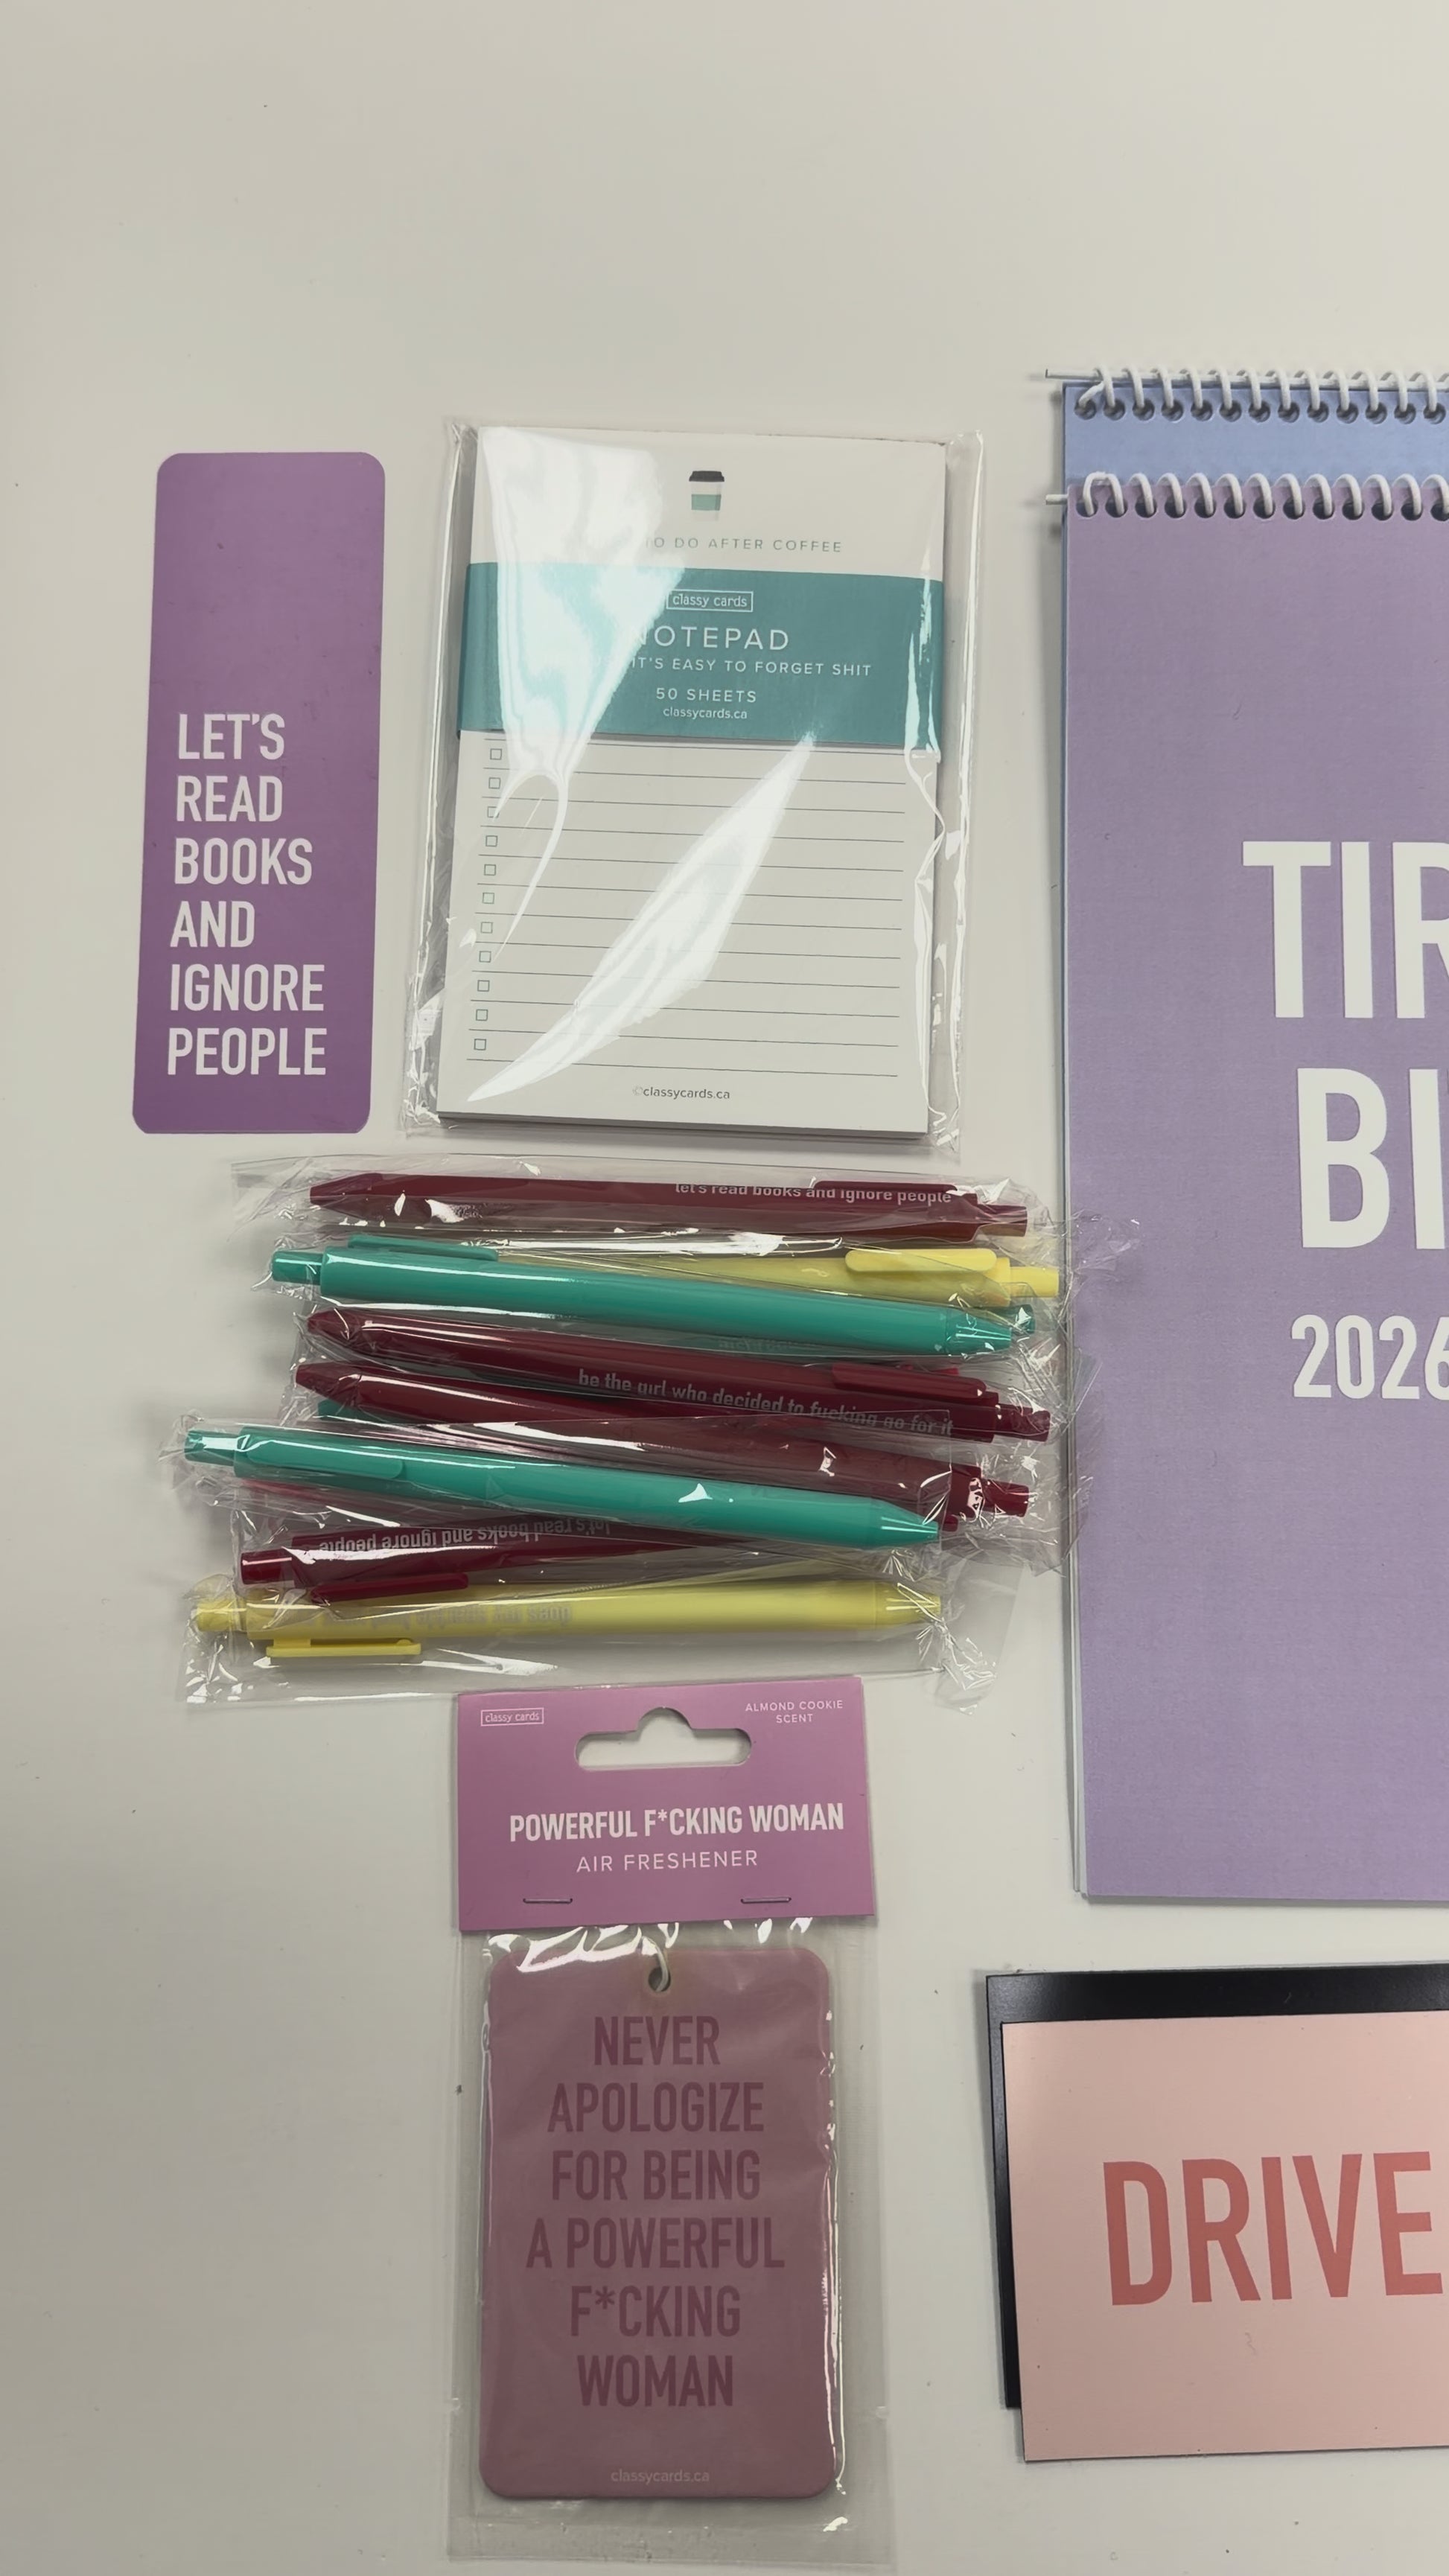 LET'S
READ
BOOKS
AND
IGNORE
PEOPLE
TO DO AFTER COFFEE
classy cards
NOTEPAD
IT'S EASY TO FORGET SHIT
50 SHEETS
classycards.ca
©classycards.ca
let's read books and ignore people
be the girl who decided to fucking go for it
let's read books and ignore people
classy cards
ALMOND COOKIE
SCENT
POWERFUL F*CKING WOMAN
AIR FRESHENER
NEVER
APOLOGIZE
FOR BEING
A POWERFUL
F*CKING
WOMAN
classycards.ca
TIR
BI
2026
DRIVE